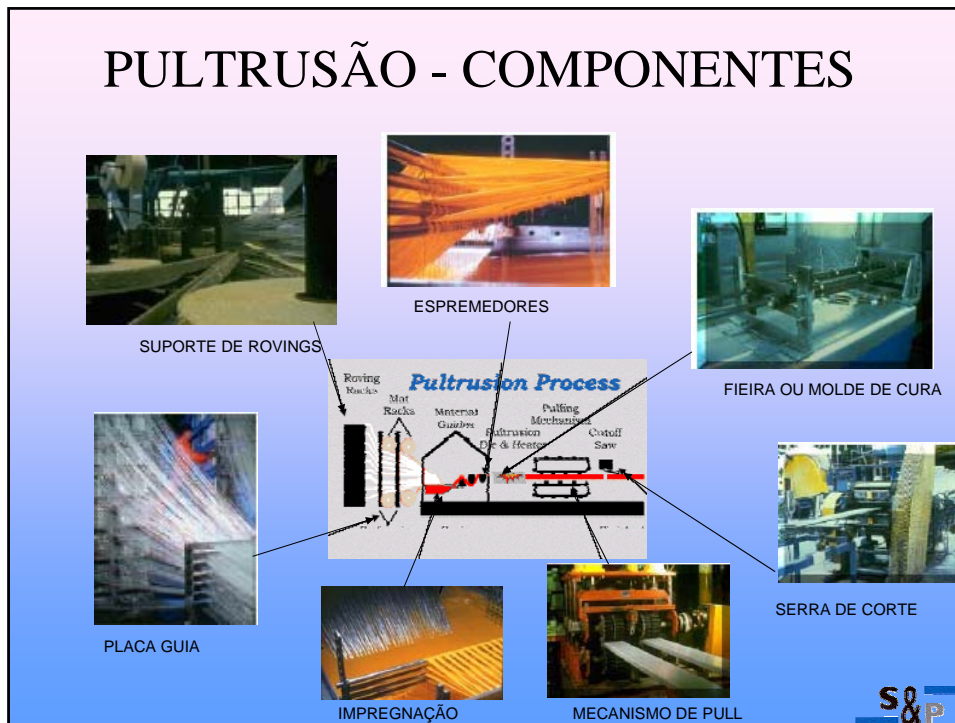 PULTRUSÃO - COMPONENTES
ESPREMEDORES
SUPORTE DE ROVINGS
FIEIRA OU MOLDE DE CURA
Pultrusion Process
Roving
Racks
Mat
Racks
Material
Guides
Pulling
Mechanism
Pultrusion
Die & Heater
Cutoff
Saw
SERRA DE CORTE
PLACA GUIA
IMPREGNAÇÃO
MECANISMO DE PULL
S&P